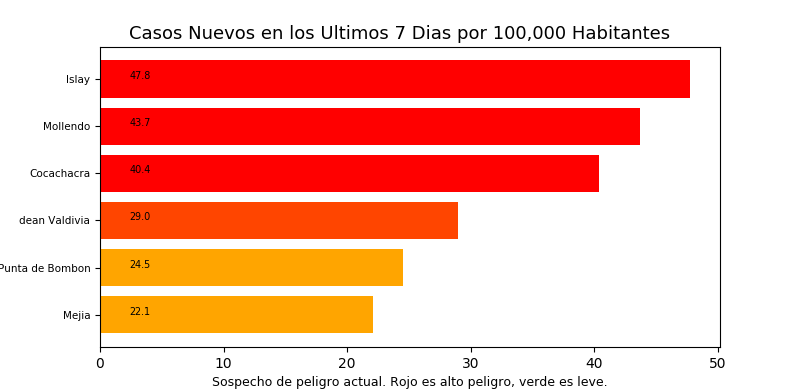 Casos Nuevos en los Ultimos 7 Dias por 100,000 Habitantes
Islay 47.8
Mollendo 43.7
Cocachacra 40.4
dean Valdivia 29.0
Punta de Bombon 24.5
Mejia 22.1
0 10 20 30 40 50
Sospecho de peligro actual. Rojo es alto peligro, verde es leve.